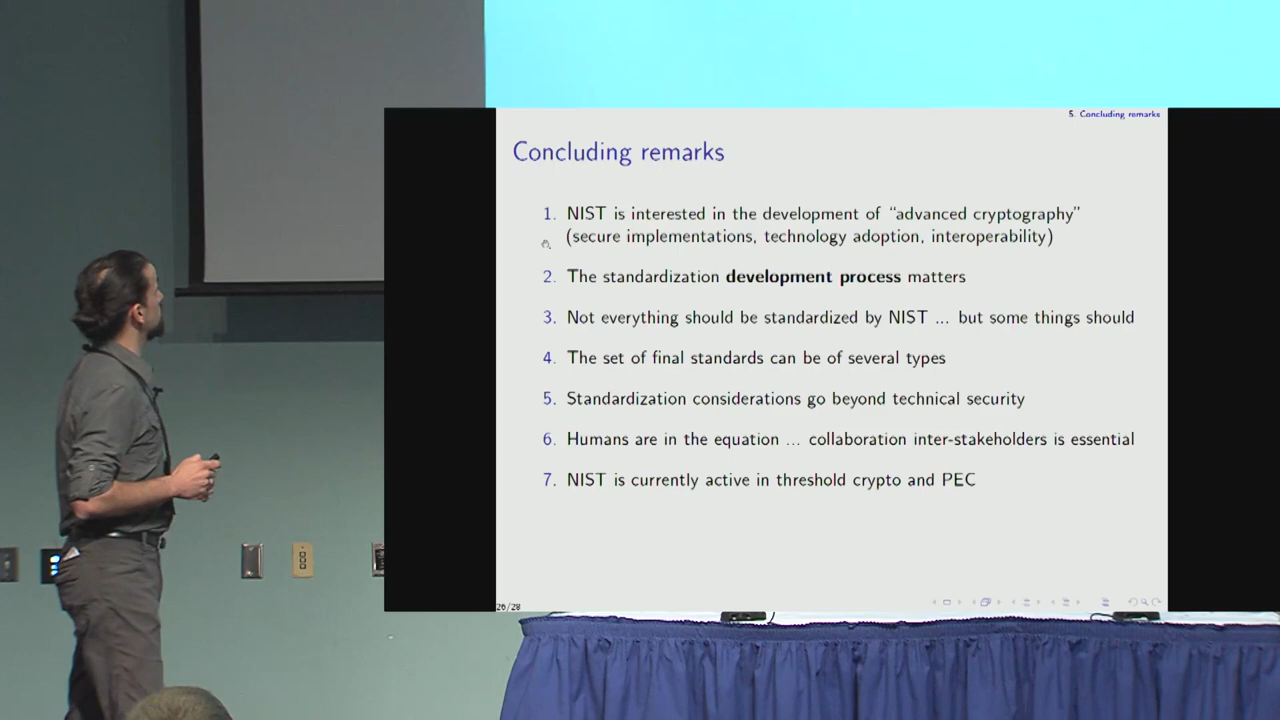 5. Concluding remarks
Concluding remarks
1. NIST is interested in the development of “advanced cryptography”
(secure implementations, technology adoption, interoperability)
2. The standardization development process matters
3. Not everything should be standardized by NIST ... but some things should
4. The set of final standards can be of several types
5. Standardization considerations go beyond technical security
6. Humans are in the equation ... collaboration inter-stakeholders is essential
7. NIST is currently active in threshold crypto and PEC
26/28